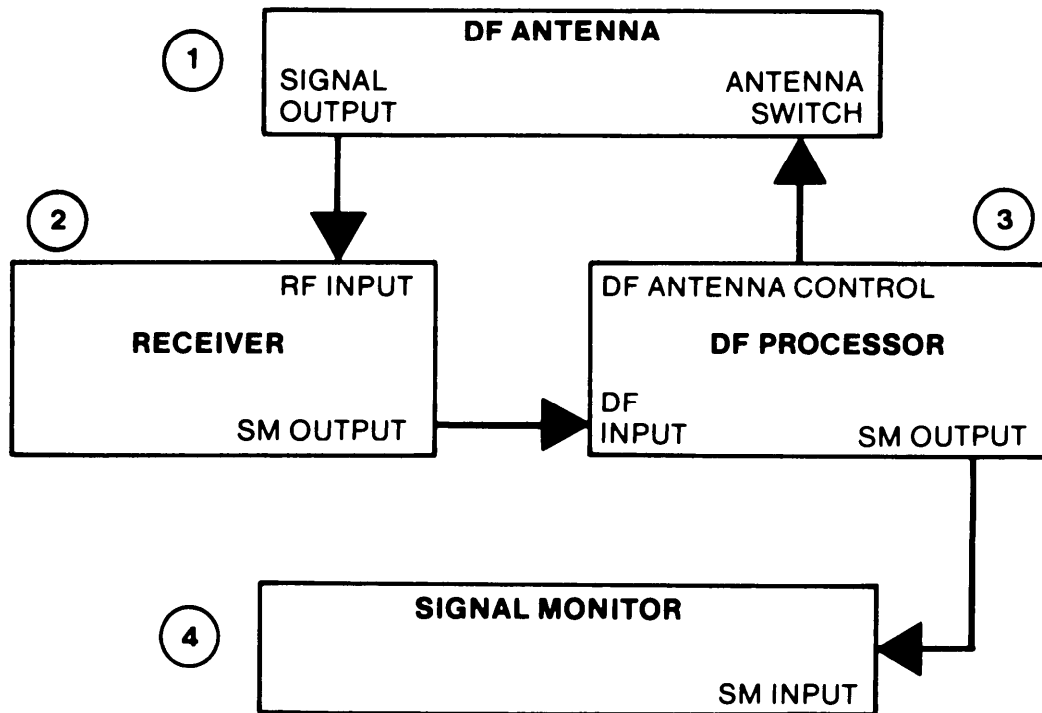 DF ANTENNA
1
SIGNAL
OUTPUT
ANTENNA
SWITCH
2
3
RF INPUT
RECEIVER
SM OUTPUT
DF ANTENNA CONTROL
DF PROCESSOR
DF
INPUT
SM OUTPUT
SIGNAL MONITOR
4
SM INPUT